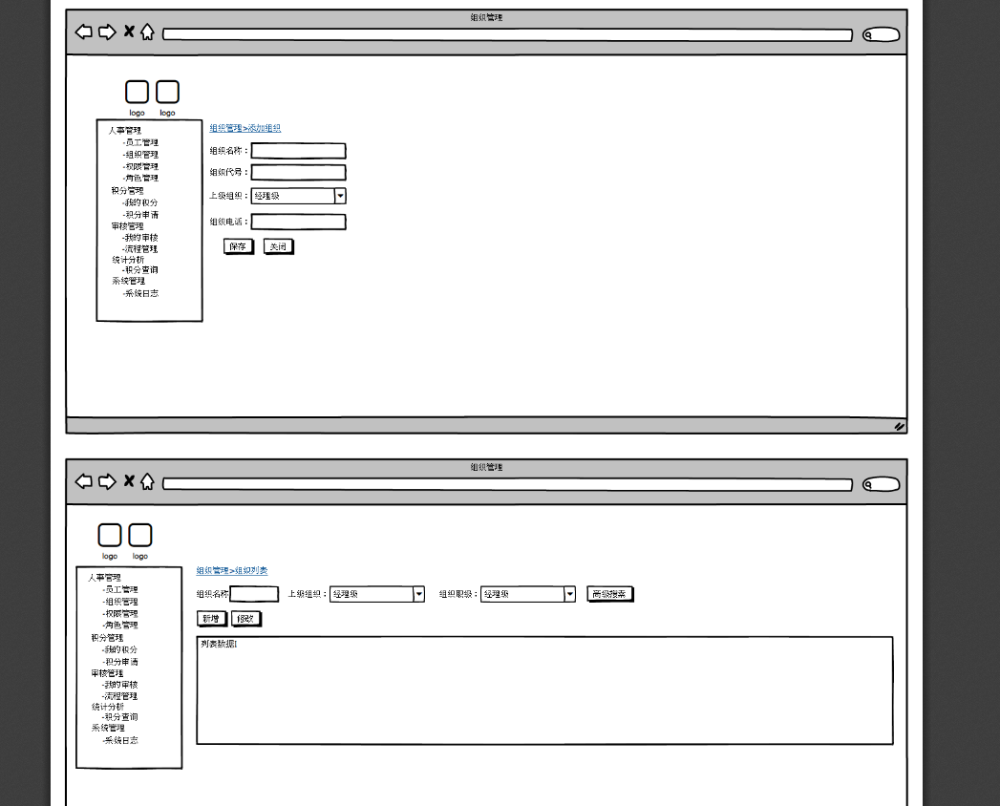 组织管理
logo logo
人事管理
-员工管理
-组织管理
-权限管理
-角色管理
积分管理
-我的积分
-积分申请
审核管理
-我的审核
-流程管理
统计分析
-积分查询
系统管理
-系统日志
组织管理>添加组织
组织名称：
组织代号：
上级组织： 经理级
组织电话：
保存 关闭
组织管理
logo logo
人事管理
-员工管理
-组织管理
-权限管理
-角色管理
积分管理
-我的积分
-积分申请
审核管理
-我的审核
-流程管理
统计分析
-积分查询
系统管理
-系统日志
组织管理>组织列表
组织名称 上级组织： 经理级 组织职级： 经理级 高级搜索
新增 修改
列表数据I